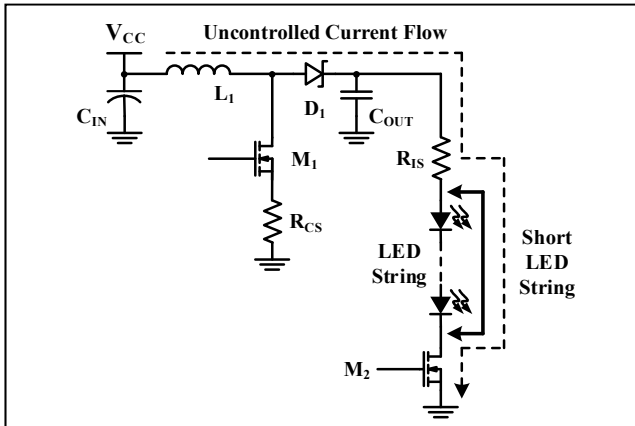 Uncontrolled Current Flow
VCC
L1
D1
CIN
COUT
M1
RIS
RCS
LED
String
Short
LED
String
M2